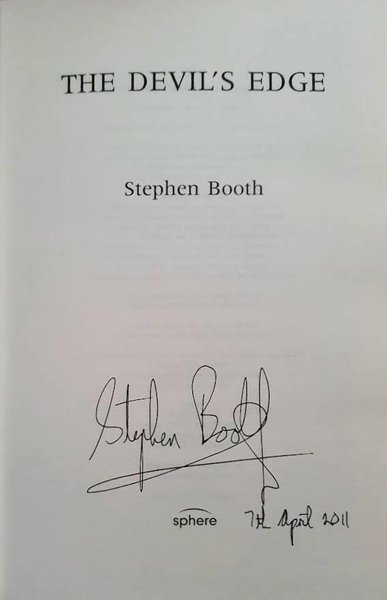 THE DEVIL'S EDGE
Stephen Booth
Stephen Booth
sphere
7th April 2011